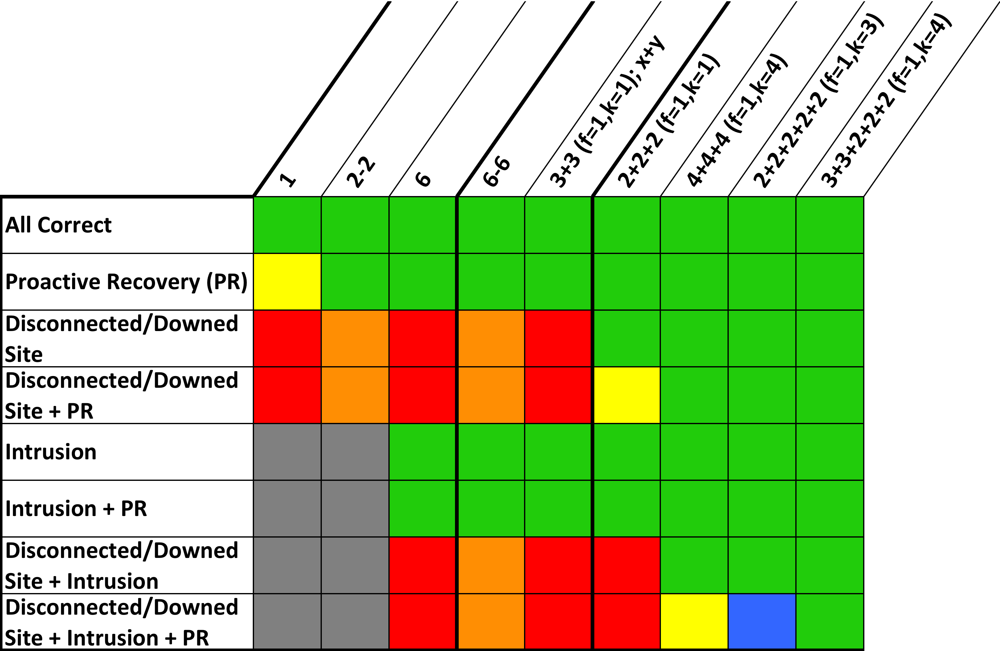 1
2-2
6
6-6
3+3 (f=1,k=1); x+y
2+2+2 (f=1,k=1)
4+4+4 (f=1,k=4)
2+2+2+2+2 (f=1,k=3)
3+3+2+2+2 (f=1,k=4)
All Correct
Proactive Recovery (PR)
Disconnected/Downed
Site
Disconnected/Downed
Site + PR
Intrusion
Intrusion + PR
Disconnected/Downed
Site + Intrusion
Disconnected/Downed
Site + Intrusion + PR